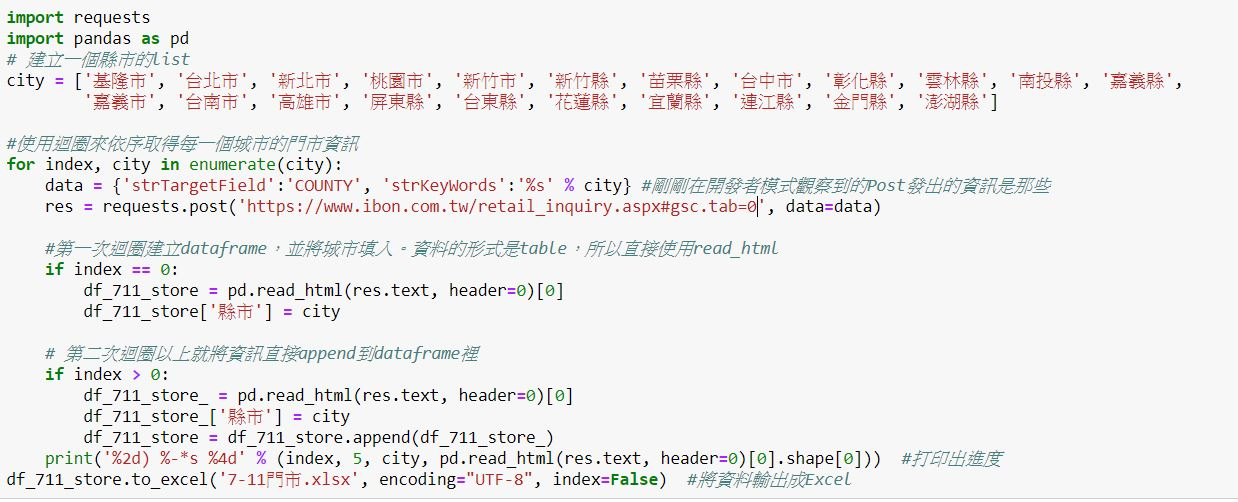 import requests
import pandas as pd
# 建立一個縣市的list
city = ['基隆市', '台北市', '新北市', '桃園市', '新竹市', '新竹縣', '苗栗縣', '台中市', '彰化縣', '雲林縣', '南投縣', '嘉義縣',
'嘉義市', '台南市', '高雄市', '屏東縣', '台東縣', '花蓮縣', '宜蘭縣', '連江縣', '金門縣', '澎湖縣']
#使用迴圈來依序取得每一個城市的門市資訊
for index, city in enumerate(city):
data = {'strTargetField':'COUNTY', 'strKeyWords':'%s' % city} #剛剛在開發者模式觀察到的Post發出的資訊是那些
res = requests.post('https://www.ibon.com.tw/retail_inquiry.aspx#gsc.tab=0', data=data)
#第一次迴圈建立dataframe，並將城市填入。資料的形式是table，所以直接使用read_html
if index == 0:
df_711_store = pd.read_html(res.text, header=0)[0]
df_711_store['縣市'] = city
# 第二次迴圈以上就將資訊直接append到dataframe裡
if index > 0:
df_711_store_ = pd.read_html(res.text, header=0)[0]
df_711_store_['縣市'] = city
df_711_store = df_711_store.append(df_711_store_)
print('%2d) %-*s %4d' % (index, 5, city, pd.read_html(res.text, header=0)[0].shape[0])) #打印出進度
df_711_store.to_excel('7-11門市.xlsx', encoding="UTF-8", index=False) #將資料輸出成Excel